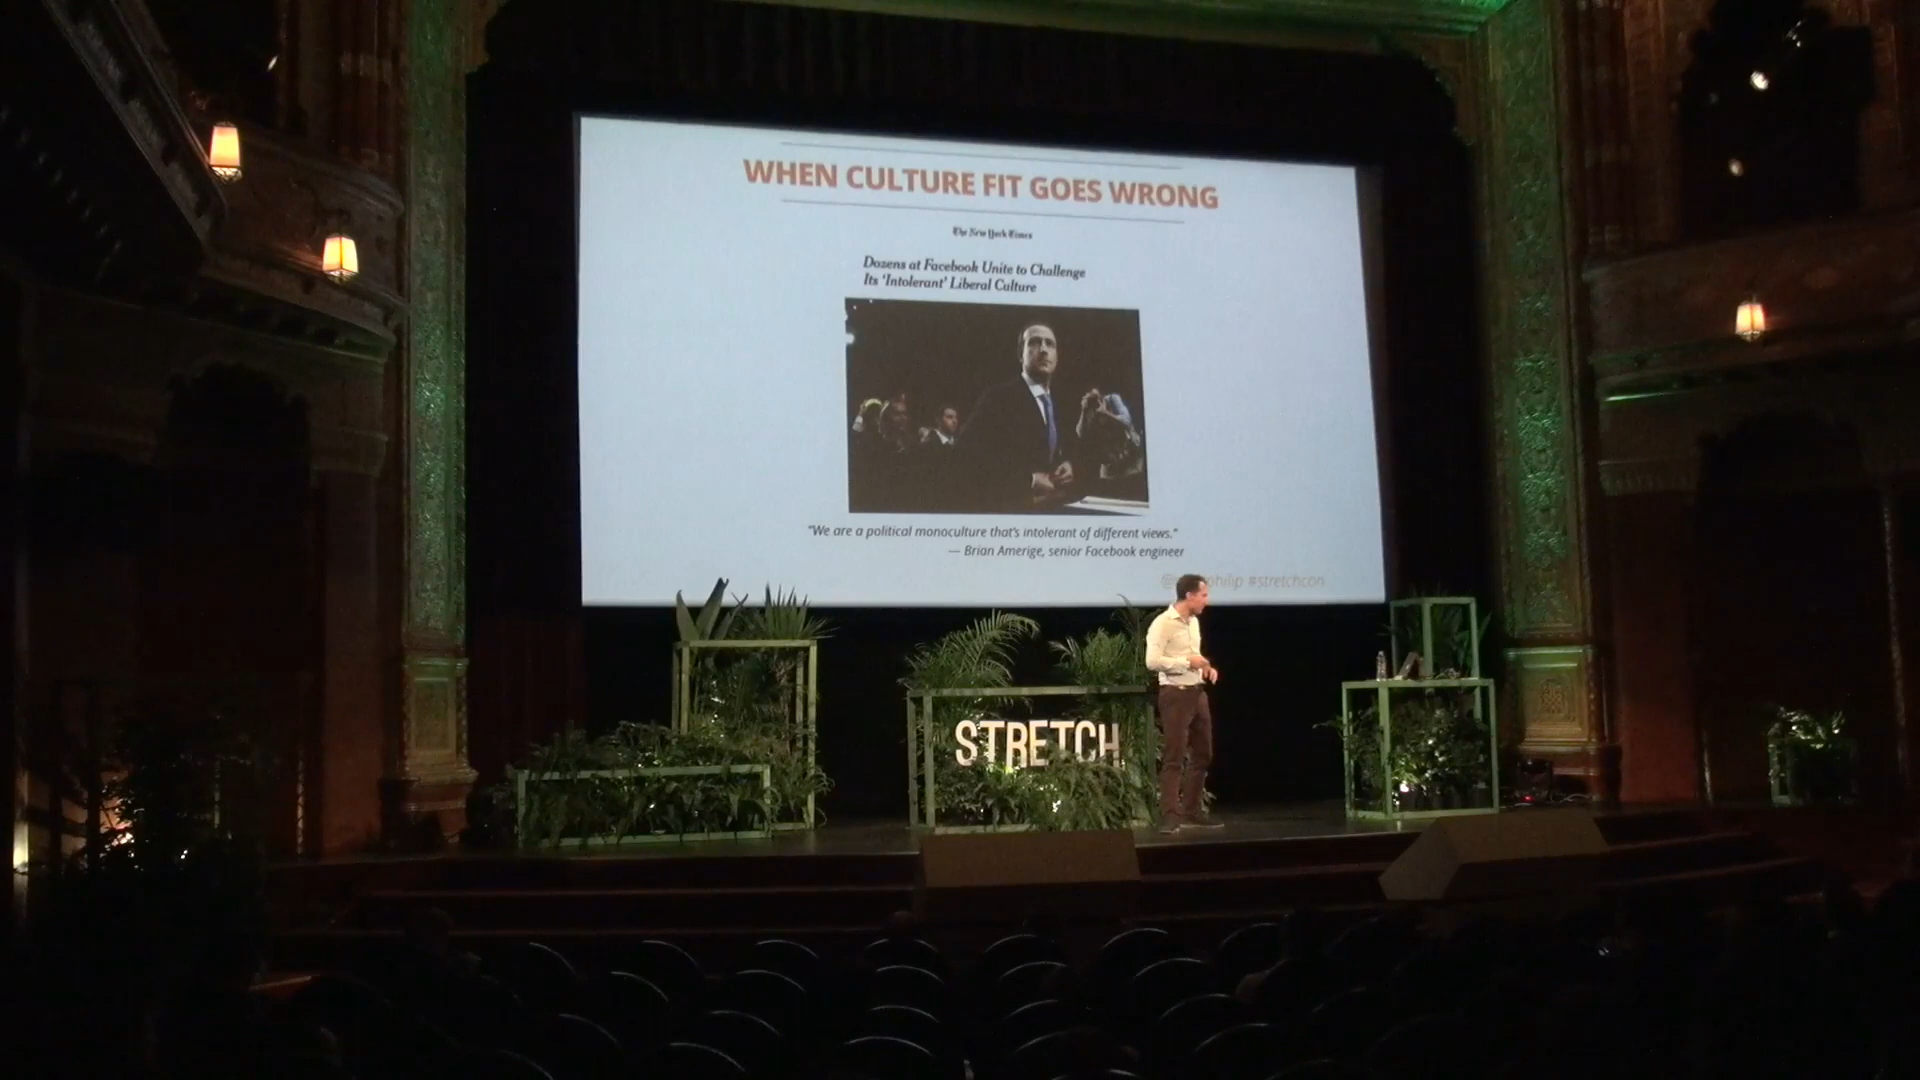 WHEN CULTURE FIT GOES WRONG
The New York Times
Dozens at Facebook Unite to Challenge
Its 'Intolerant' Liberal Culture
"We are a political monoculture that's intolerant of different views."
— Brian Amerige, senior Facebook engineer
#stretchcon
STRETCH